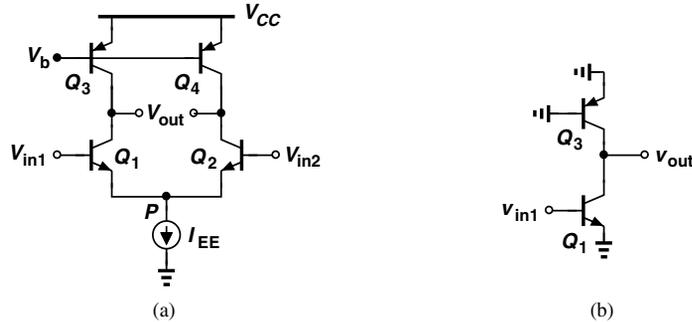 V_CC
V_b
Q_3
Q_4
V_out
V_in1
Q_1
Q_2
V_in2
P
I_EE
(a)
Q_3
v_out
v_in1
Q_1
(b)